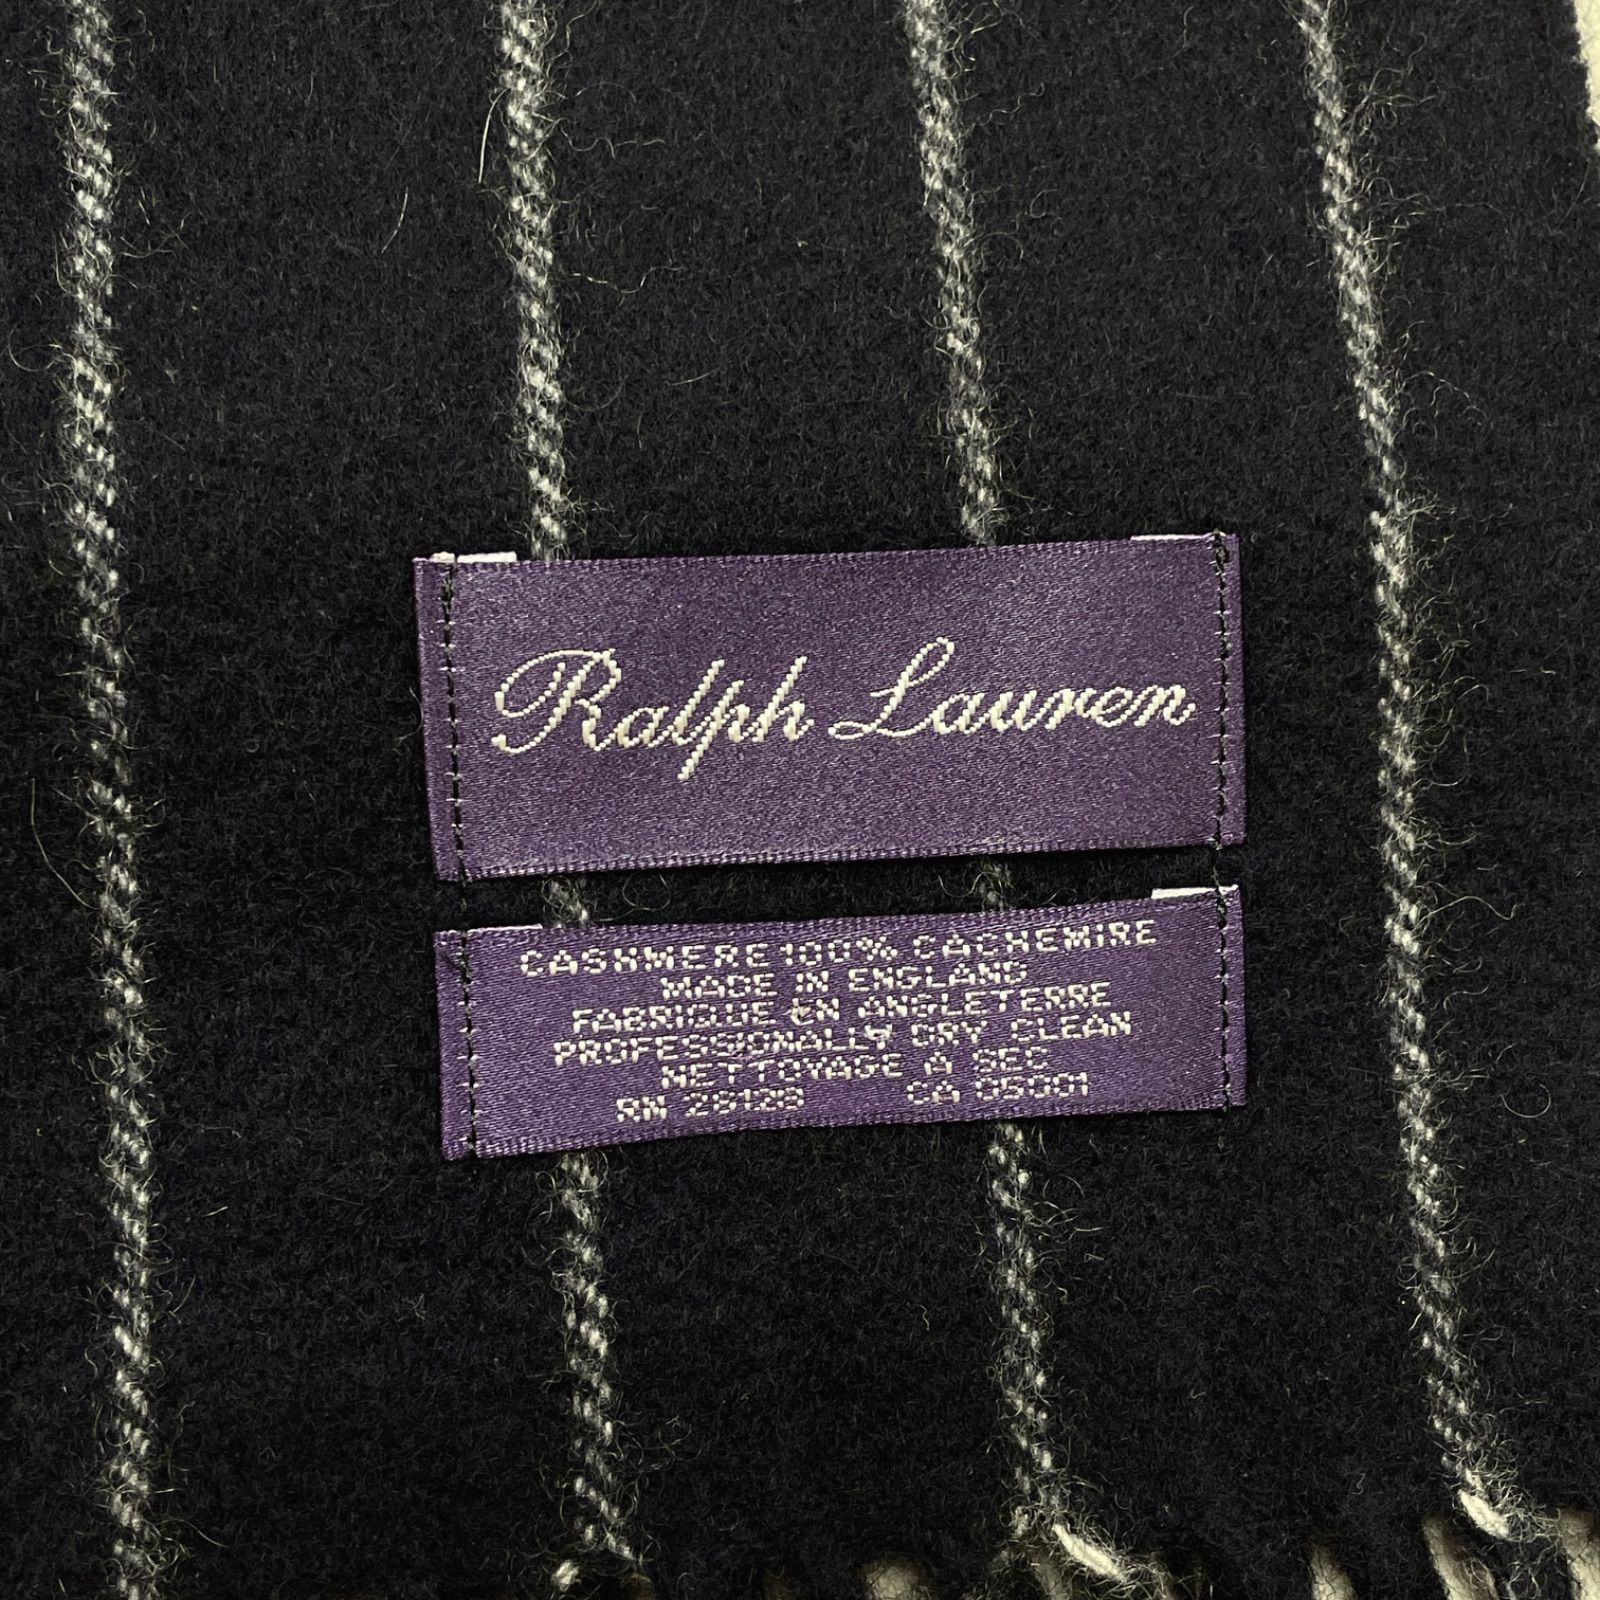 Ralph Lauren
CASHMERE 100% CACHEMIRE
MADE IN ENGLAND
FABRIQUE EN ANGLETERRE
PROFESSIONALLY DRY CLEAN
NETTOYAGE A SEC
RN 28128 CA 05001